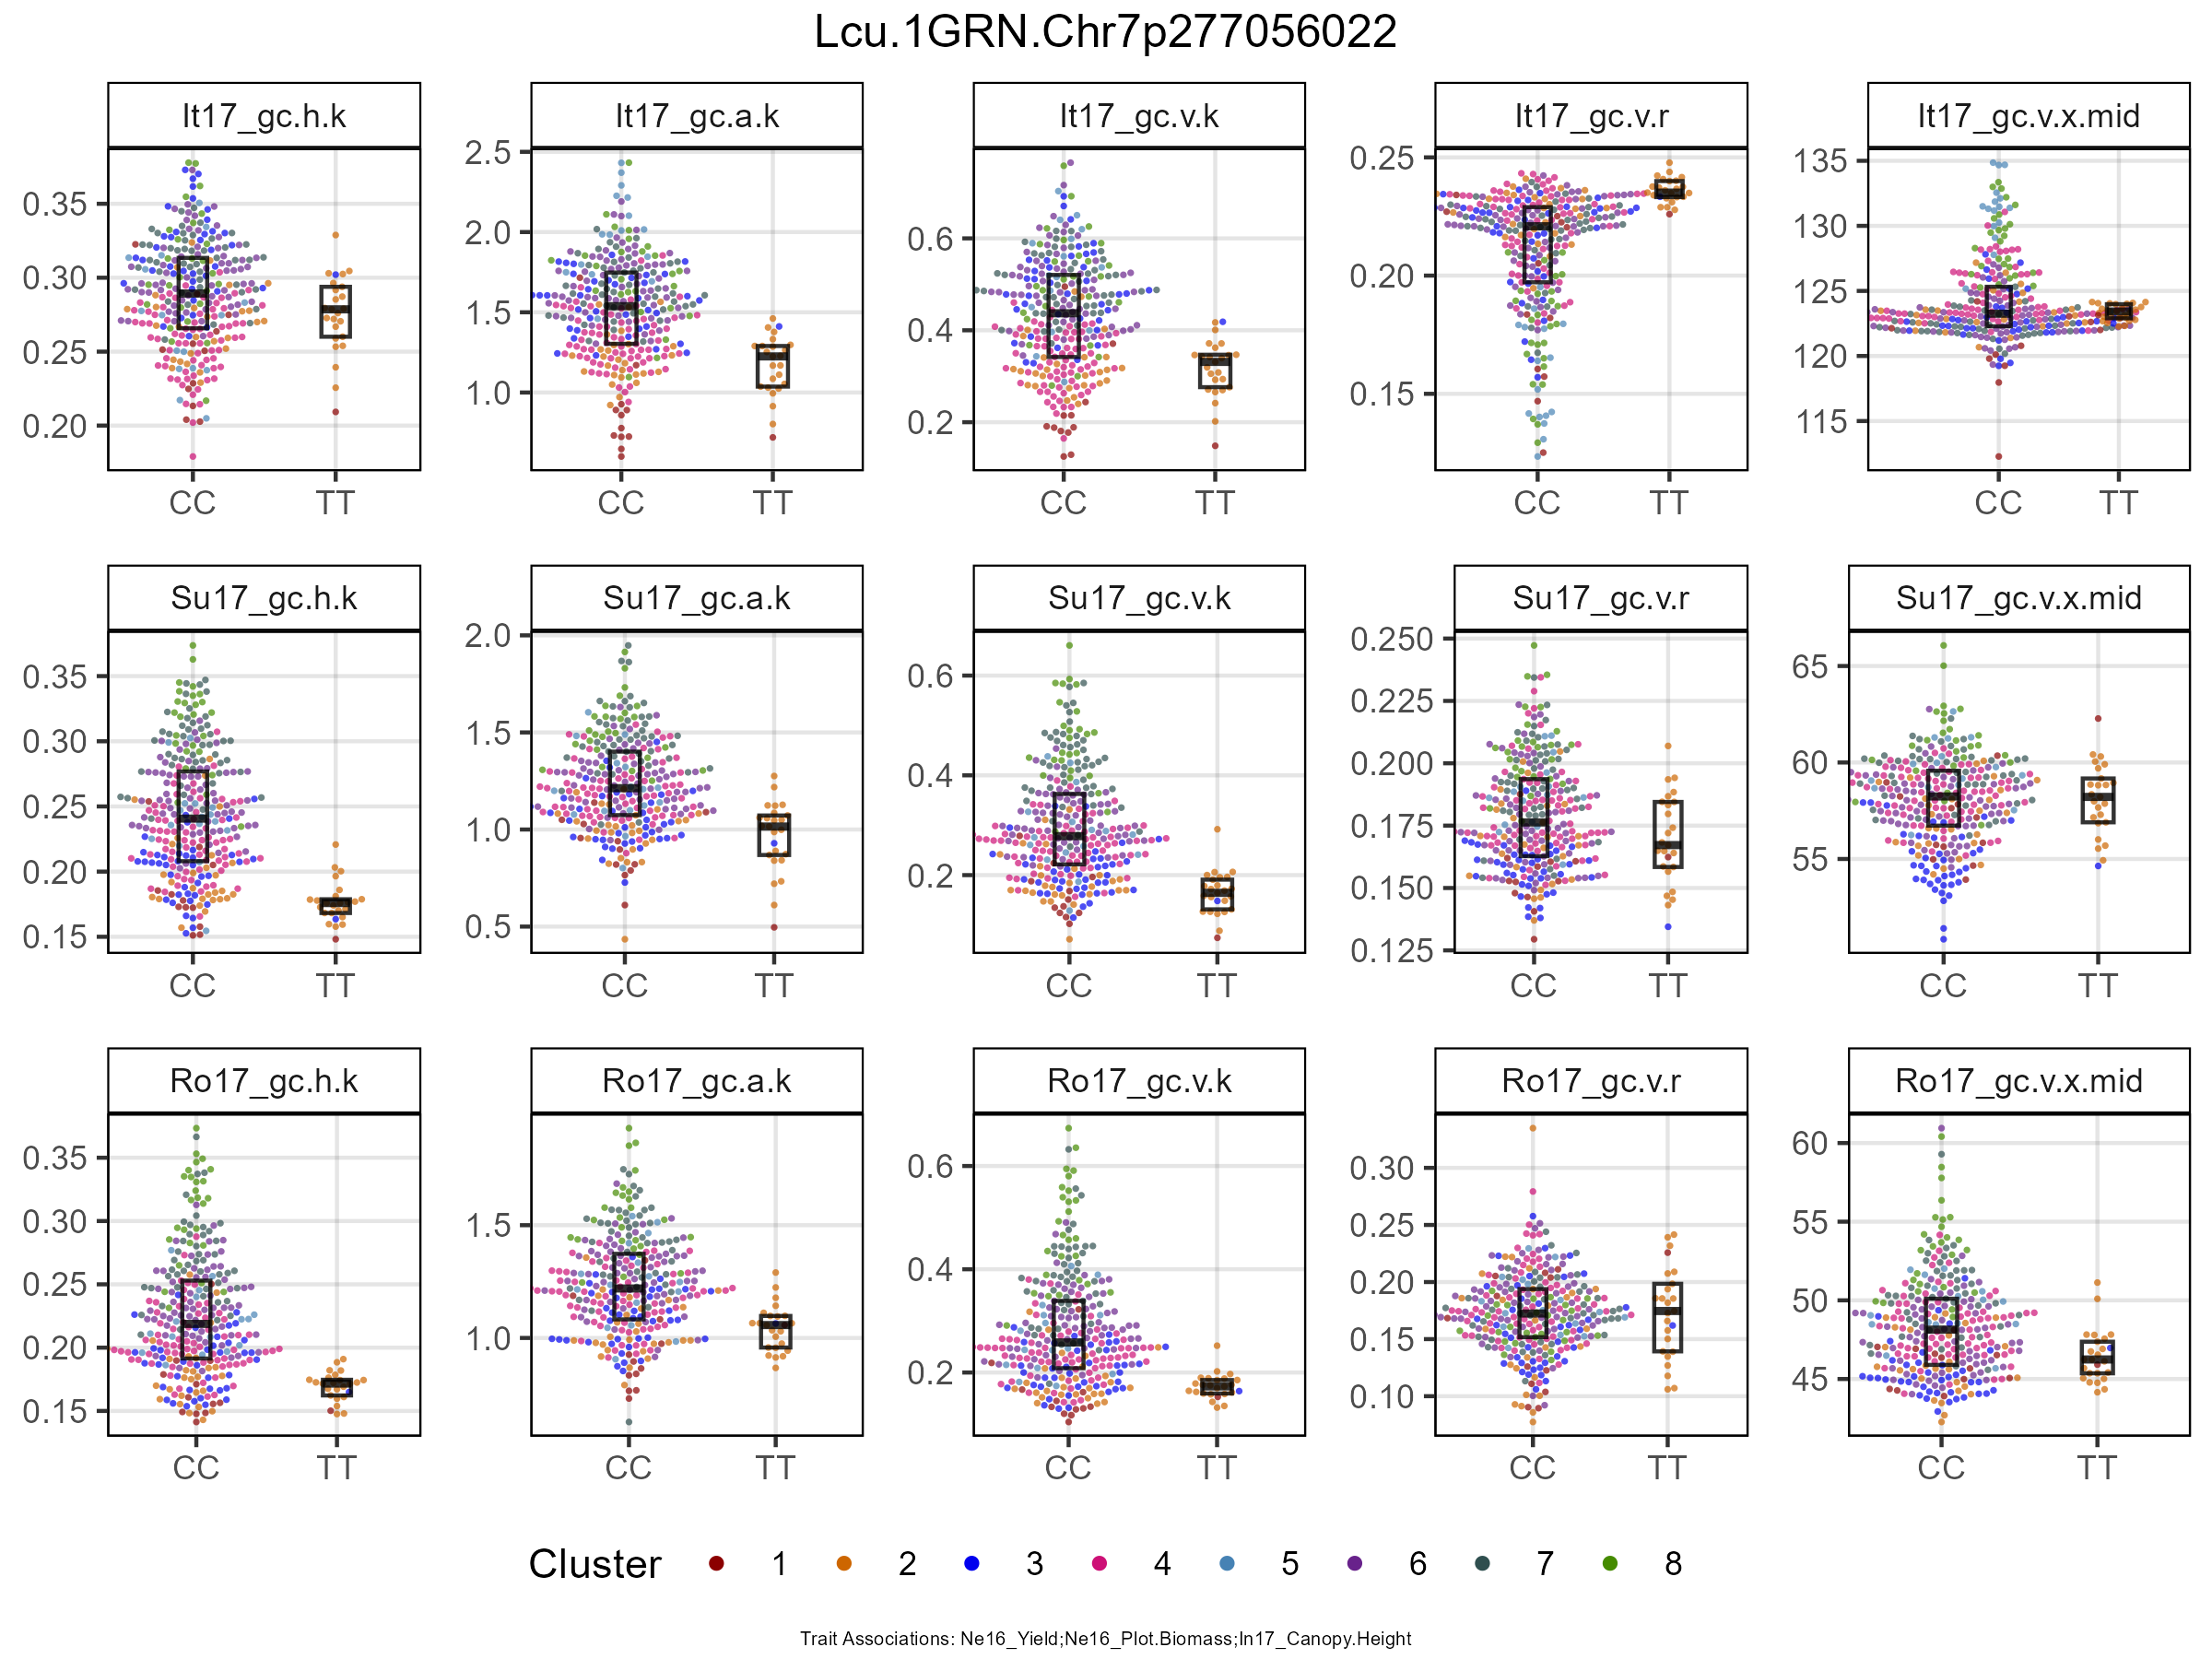 Lcu.1GRN.Chr7p277056022
It17_gc.h.k It17_gc.a.k It17_gc.v.k It17_gc.v.r It17_gc.v.x.mid
0.35 0.30 0.25 0.20
2.5 2.0 1.5 1.0
0.6 0.4 0.2
0.25 0.20 0.15
135 130 125 120 115
CC TT CC TT CC TT CC TT CC TT
Su17_gc.h.k Su17_gc.a.k Su17_gc.v.k Su17_gc.v.r Su17_gc.v.x.mid
0.35 0.30 0.25 0.20 0.15
2.0 1.5 1.0 0.5
0.6 0.4 0.2
0.250 0.225 0.200 0.175 0.150 0.125
65 60 55
CC TT CC TT CC TT CC TT CC TT
Ro17_gc.h.k Ro17_gc.a.k Ro17_gc.v.k Ro17_gc.v.r Ro17_gc.v.x.mid
0.35 0.30 0.25 0.20 0.15
1.5 1.0
0.6 0.4 0.2
0.30 0.25 0.20 0.15 0.10
60 55 50 45
CC TT CC TT CC TT CC TT CC TT
Cluster 1 2 3 4 5 6 7 8
Trait Associations: Ne16_Yield;Ne16_Plot.Biomass;In17_Canopy.Height